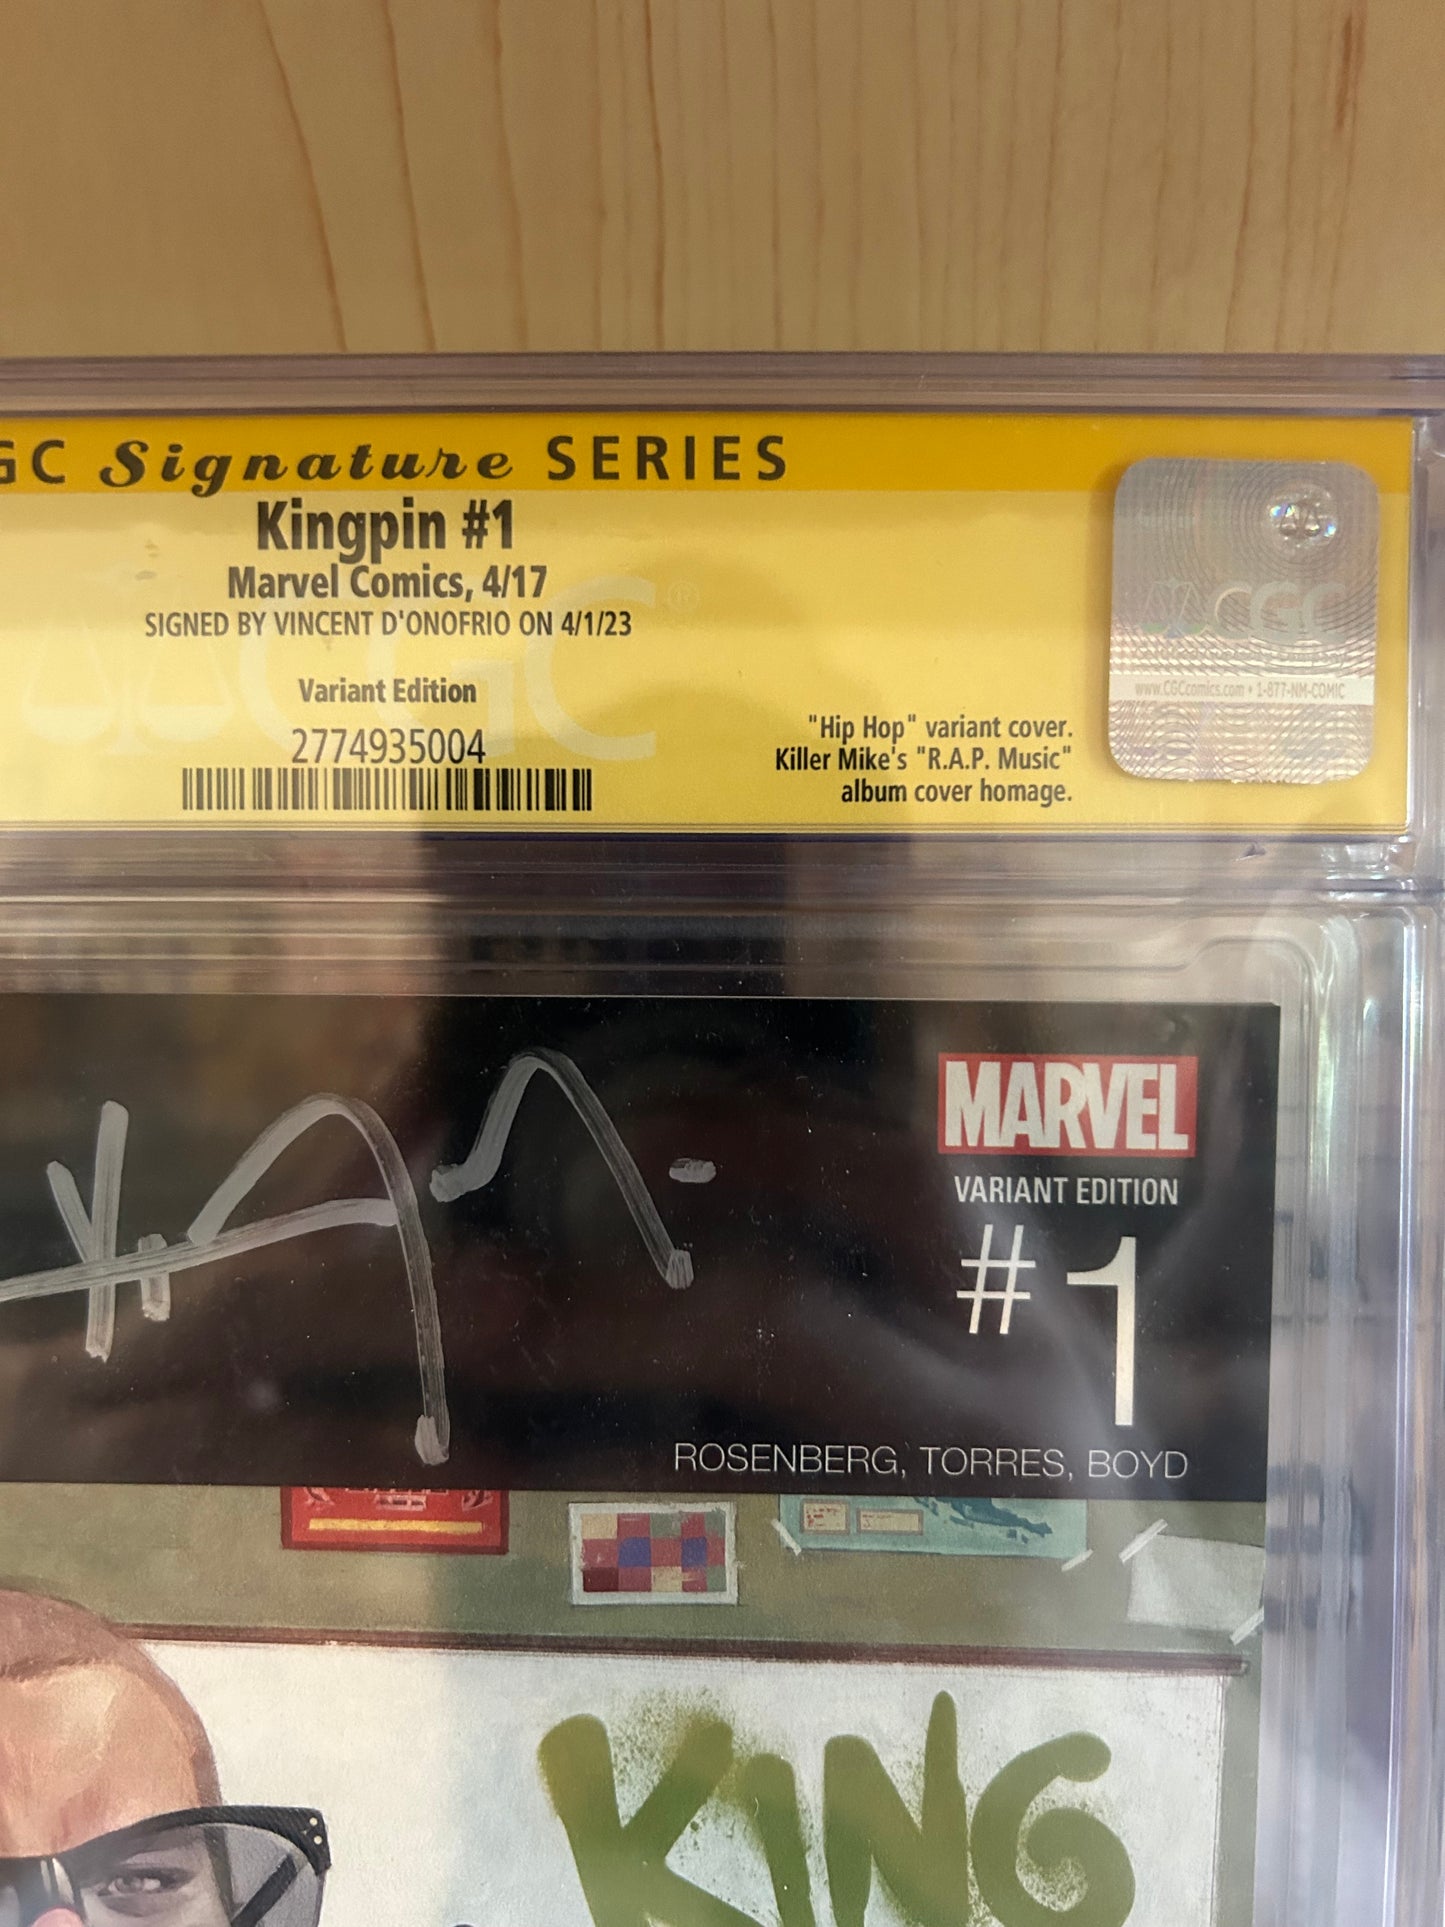 GC Signature SERIES
Kingpin #1
Marvel Comics, 4/17
SIGNED BY VINCENT D'ONOFRIO ON 4/1/23
Variant Edition
2774935004
"Hip Hop" variant cover.
Killer Mike's "R.A.P. Music"
album cover homage.
CGC
www.CGCcomics.com • 1-877-NM-COMIC
CGC®
MARVEL
VARIANT EDITION
#1
ROSENBERG, TORRES, BOYD
KING